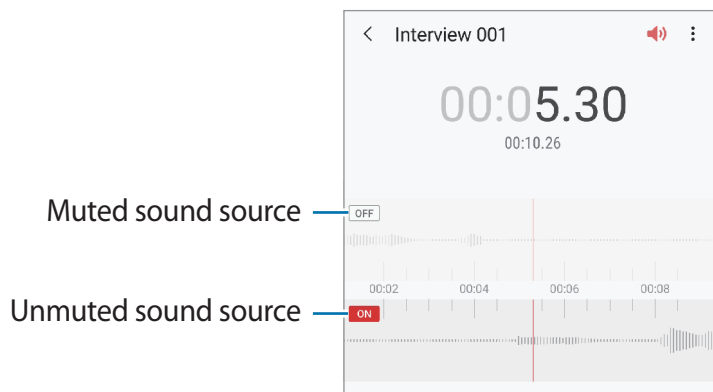 Interview 001
00:05.30
00:10.26
Muted sound source
OFF
00:02 00:04 00:06 00:08
Unmuted sound source
ON